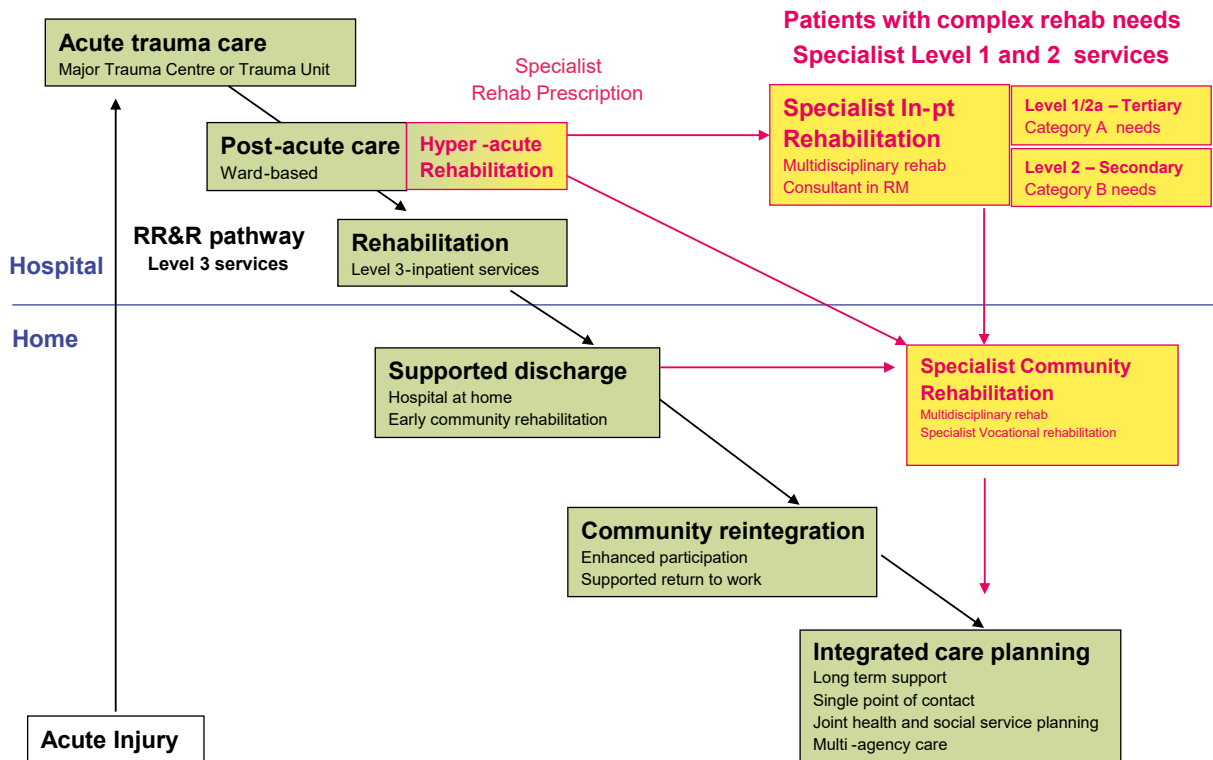 Patients with complex rehab needs
Specialist Level 1 and 2 services
Acute trauma care
Major Trauma Centre or Trauma Unit
Specialist
Rehab Prescription
Post-acute care
Ward-based
Hyper -acute
Rehabilitation
Specialist In-pt
Rehabilitation
Multidisciplinary rehab
Consultant in RM
Level 1/2a – Tertiary
Category A needs
Level 2 – Secondary
Category B needs
RR&R pathway
Level 3 services
Rehabilitation
Level 3-inpatient services
Hospital
Home
Supported discharge
Hospital at home
Early community rehabilitation
Specialist Community
Rehabilitation
Multidisciplinary rehab
Specialist Vocational rehabilitation
Community reintegration
Enhanced participation
Supported return to work
Integrated care planning
Long term support
Single point of contact
Joint health and social service planning
Multi -agency care
Acute Injury